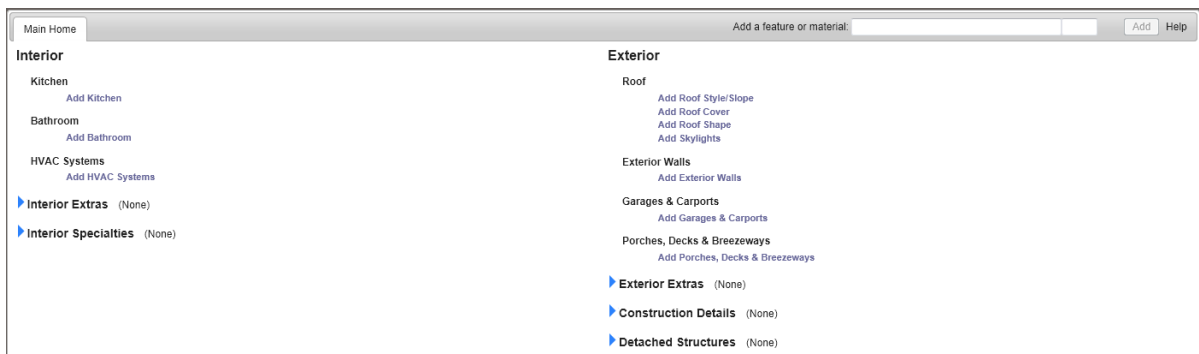 Main Home
Add a feature or material:
Add
Help
Interior
Kitchen
Add Kitchen
Bathroom
Add Bathroom
HVAC Systems
Add HVAC Systems
Interior Extras (None)
Interior Specialties (None)
Exterior
Roof
Add Roof Style/Slope
Add Roof Cover
Add Roof Shape
Add Skylights
Exterior Walls
Add Exterior Walls
Garages & Carports
Add Garages & Carports
Porches, Decks & Breezeways
Add Porches, Decks & Breezeways
Exterior Extras (None)
Construction Details (None)
Detached Structures (None)